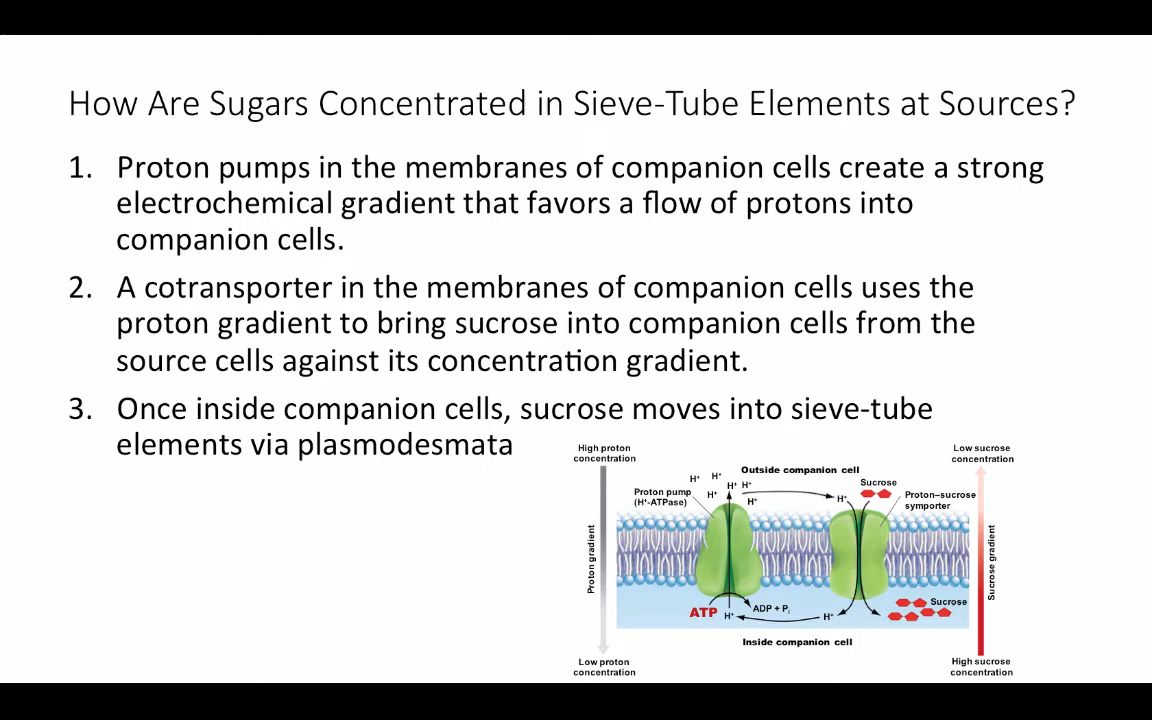 How Are Sugars Concentrated in Sieve-Tube Elements at Sources?
1. Proton pumps in the membranes of companion cells create a strong
electrochemical gradient that favors a flow of protons into
companion cells.
2. A cotransporter in the membranes of companion cells uses the
proton gradient to bring sucrose into companion cells from the
source cells against its concentration gradient.
3. Once inside companion cells, sucrose moves into sieve-tube
elements via plasmodesmata
High proton
concentration
Proton gradient
Low proton
concentration
Outside companion cell
H⁺ H⁺
H⁺ H⁺
H⁺ H⁺
Proton pump
(H⁺-ATPase)
H⁺
Sucrose
Proton–sucrose
symporter
ATP
H⁺
ADP + Pi
H⁺
Sucrose
Inside companion cell
Low sucrose
concentration
Sucrose gradient
High sucrose
concentration